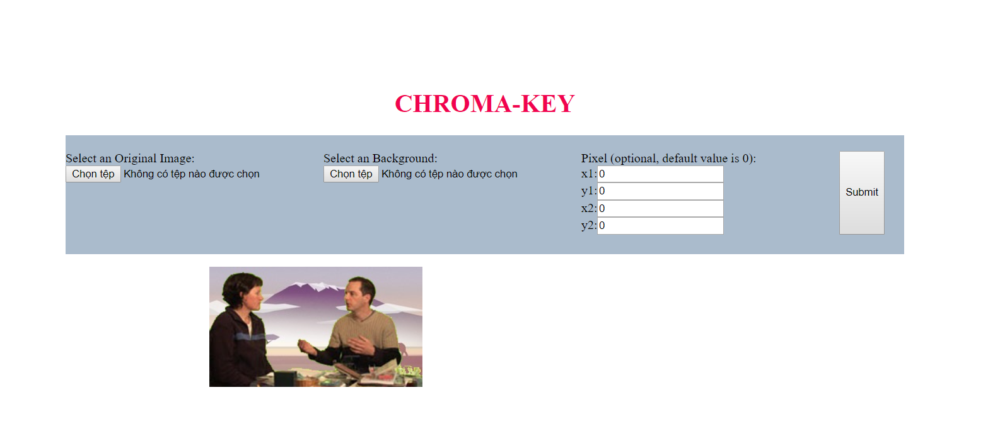 CHROMA-KEY
Select an Original Image:
Chọn tệp Không có tệp nào được chọn
Select an Background:
Chọn tệp Không có tệp nào được chọn
Pixel (optional, default value is 0):
x1: 0
y1: 0
x2: 0
y2: 0
Submit